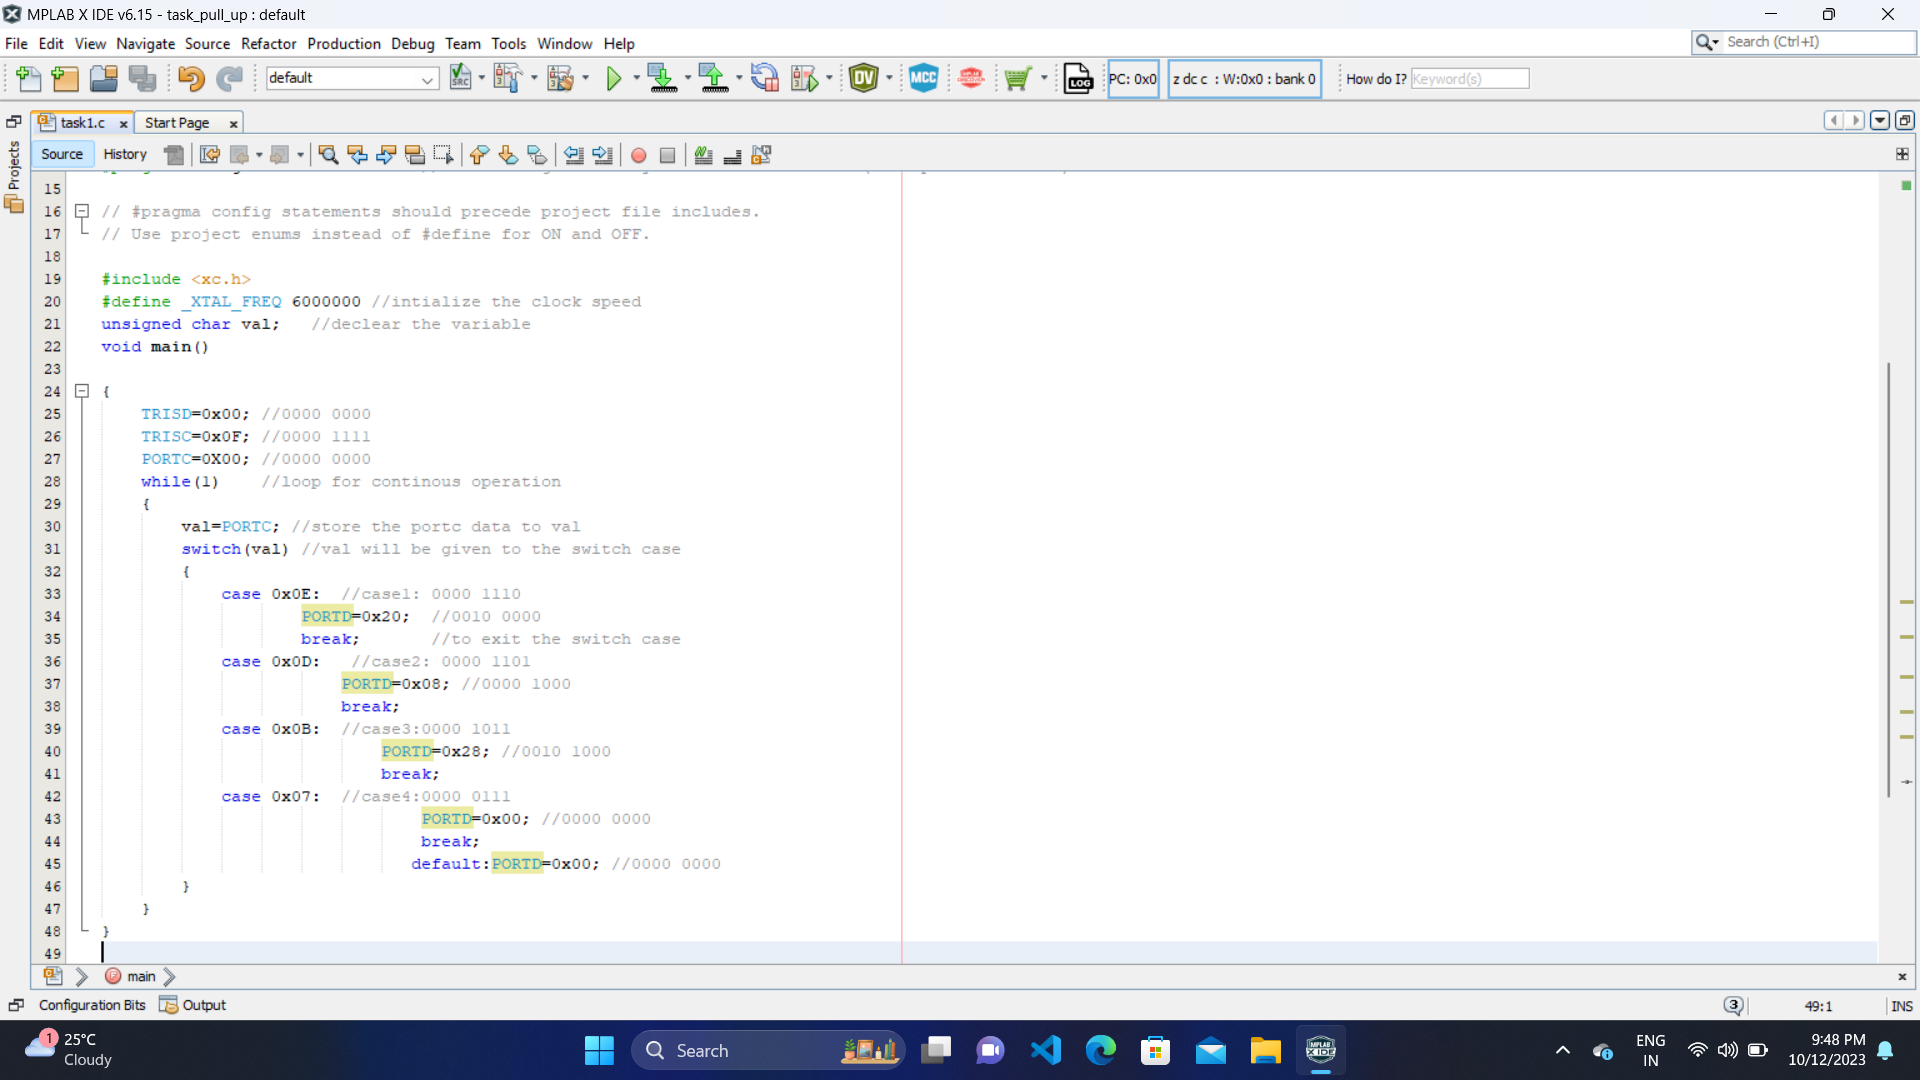 MPLAB X IDE v6.15 - task_pull_up : default
File Edit View Navigate Source Refactor Production Debug Team Tools Window Help
Search (Ctrl+I)
default
SRC
DV
MCC
LOG
PC: 0x0
z dc c : W:0x0 : bank 0
How do I? Keyword(s)
Projects
task1.c
Start Page
Source History
15
16 // #pragma config statements should precede project file includes.
17 // Use project enums instead of #define for ON and OFF.
18
19 #include <xc.h>
20 #define _XTAL_FREQ 6000000 //intialize the clock speed
21 unsigned char val; //declear the variable
22 void main()
23
24 {
25 TRISD=0x00; //0000 0000
26 TRISC=0x0F; //0000 1111
27 PORTC=0X00; //0000 0000
28 while(1) //loop for continous operation
29 {
30 val=PORTC; //store the portc data to val
31 switch(val) //val will be given to the switch case
32 {
33 case 0x0E: //case1: 0000 1110
34 PORTD=0x20; //0010 0000
35 break; //to exit the switch case
36 case 0x0D: //case2: 0000 1101
37 PORTD=0x08; //0000 1000
38 break;
39 case 0x0B: //case3:0000 1011
40 PORTD=0x28; //0010 1000
41 break;
42 case 0x07: //case4:0000 0111
43 PORTD=0x00; //0000 0000
44 break;
45 default:PORTD=0x00; //0000 0000
46 }
47 }
48 }
49
main
Configuration Bits Output
3 49:1 INS
1
25°C
Cloudy
Search
MPLAB
X IDE
ENG
IN
9:48 PM
10/12/2023